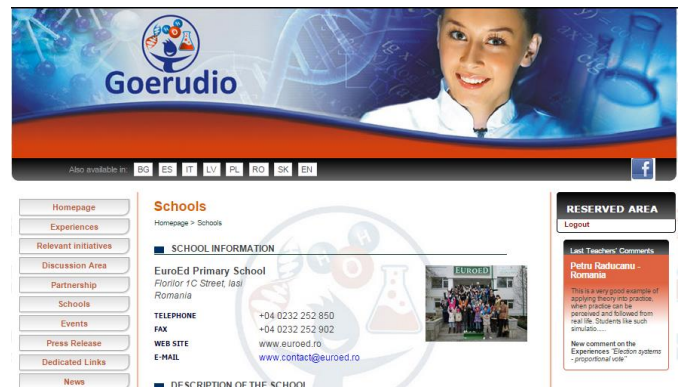 Goerudio
Also available in: BG ES IT LV PL RO SK EN
f
Homepage
Experiences
Relevant initiatives
Discussion Area
Partnership
Schools
Events
Press Release
Dedicated Links
News
Schools
Homepage > Schools
SCHOOL INFORMATION
EuroEd Primary School
Florilor 1C Street, Iasi
Romania
TELEPHONE +04 0232 252 850
FAX +04 0232 252 902
WEB SITE www.euroed.ro
E-MAIL www.contact@euroed.ro
EUROED
DESCRIPTION OF THE SCHOOL
RESERVED AREA
Logout
Last Teachers' Comments
Petru Raducanu -
Romania
This is a very good example of
applying theory into practice,
when practice can be
perceived and followed from
real life. Students like such
simulatio.....
New comment on the
Experiences "Election systems
- proportional vote"